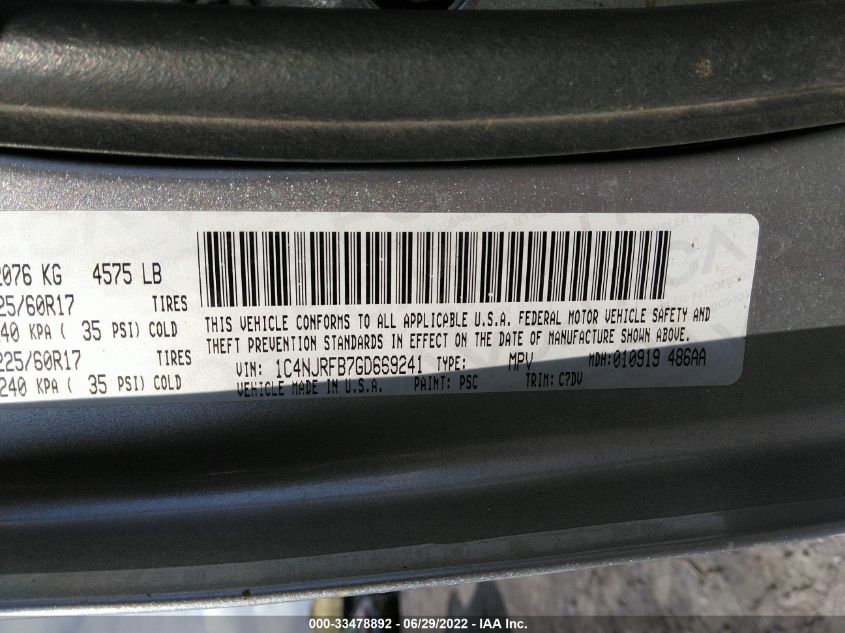 2076 KG 4575 LB
25/60R17 TIRES
240 KPA ( 35 PSI) COLD
225/60R17 TIRES
240 KPA ( 35 PSI) COLD
THIS VEHICLE CONFORMS TO ALL APPLICABLE U.S.A. FEDERAL MOTOR VEHICLE SAFETY AND
THEFT PREVENTION STANDARDS IN EFFECT ON THE DATE OF MANUFACTURE SHOWN ABOVE.
VIN: 1C4NJRFB7GD669241 TYPE: MPV MDH:010919 486AA
VEHICLE MADE IN U.S.A. PAINT: PSC TRIM: C7DV
000-33478892 - 06/29/2022 - IAA Inc.